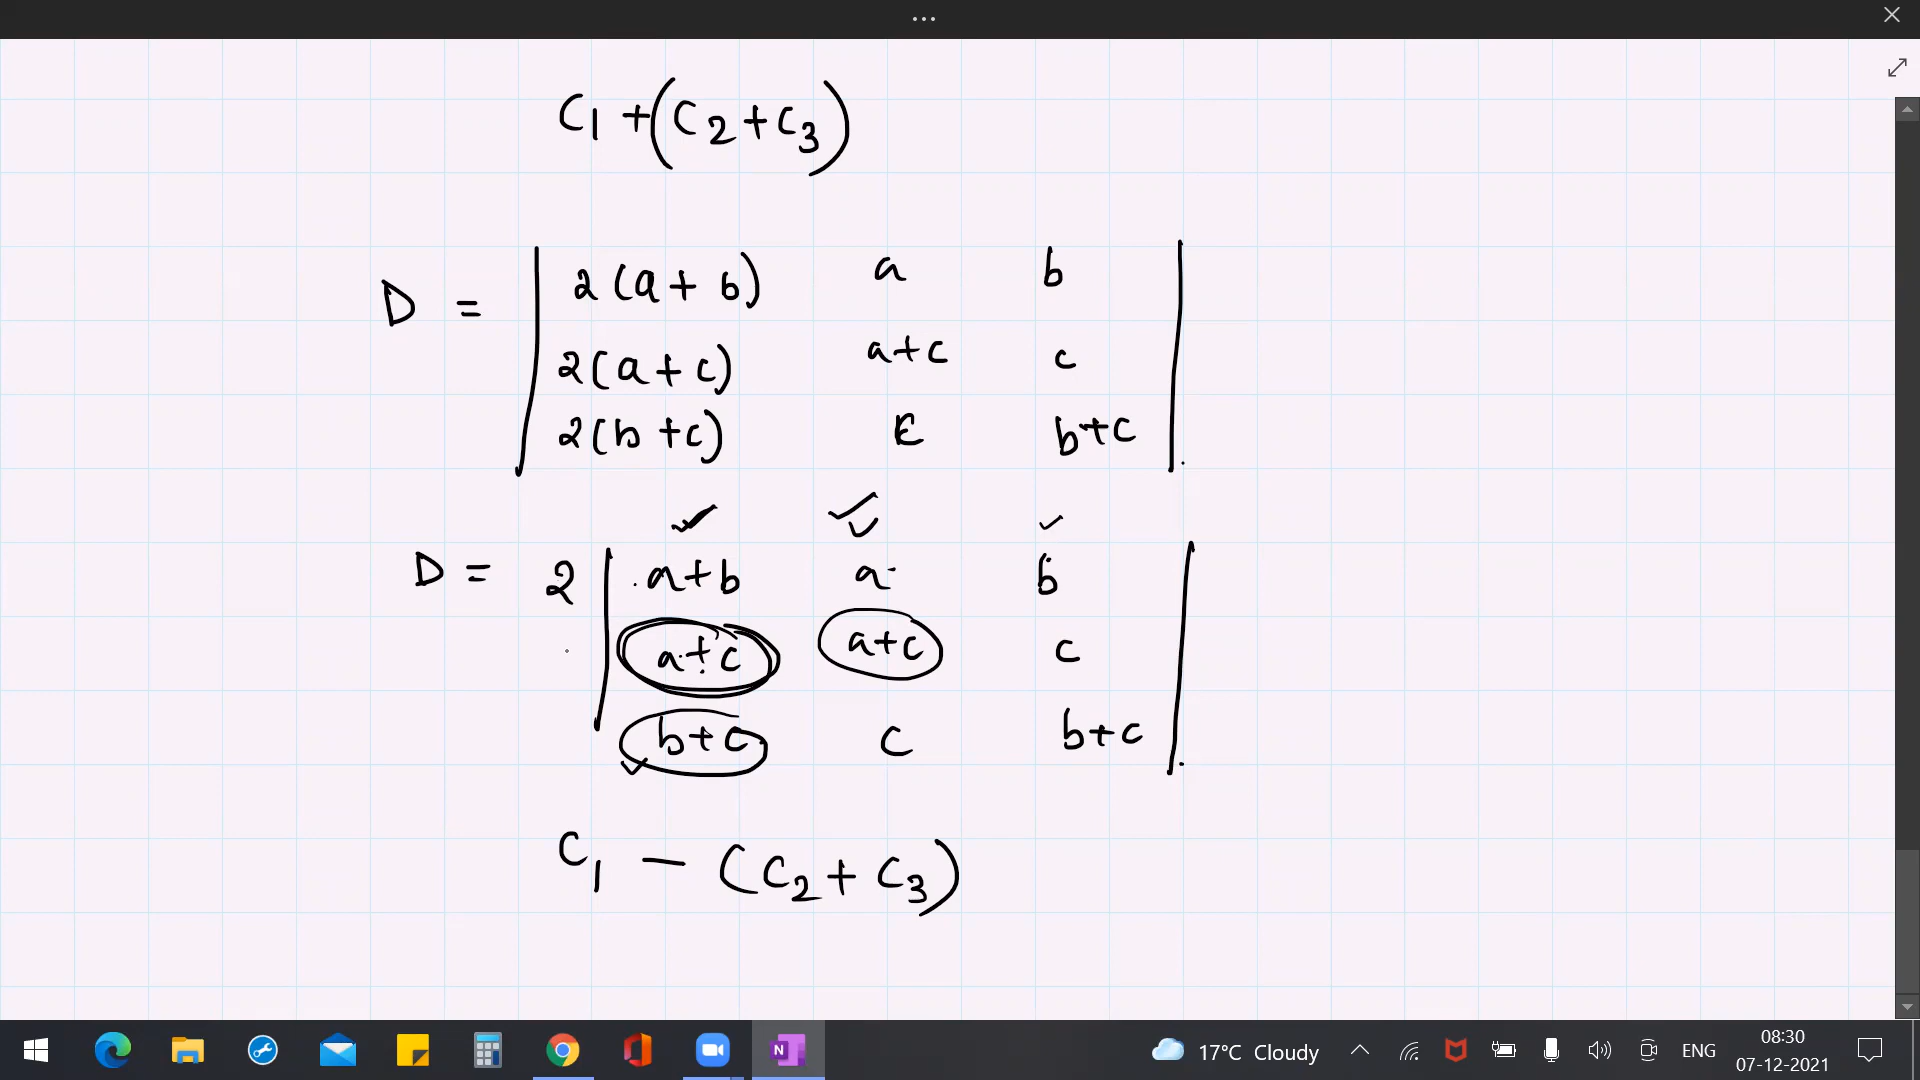 C1 + (C2 + C3)
D = | 2(a + b) a b |
2(a + c) a+c c
2(b + c) c b+c
D = 2 | a+b a b |
a+c a+c c
b+c c b+c
C1 − (C2 + C3)
17°C Cloudy ENG 08:30
07-12-2021